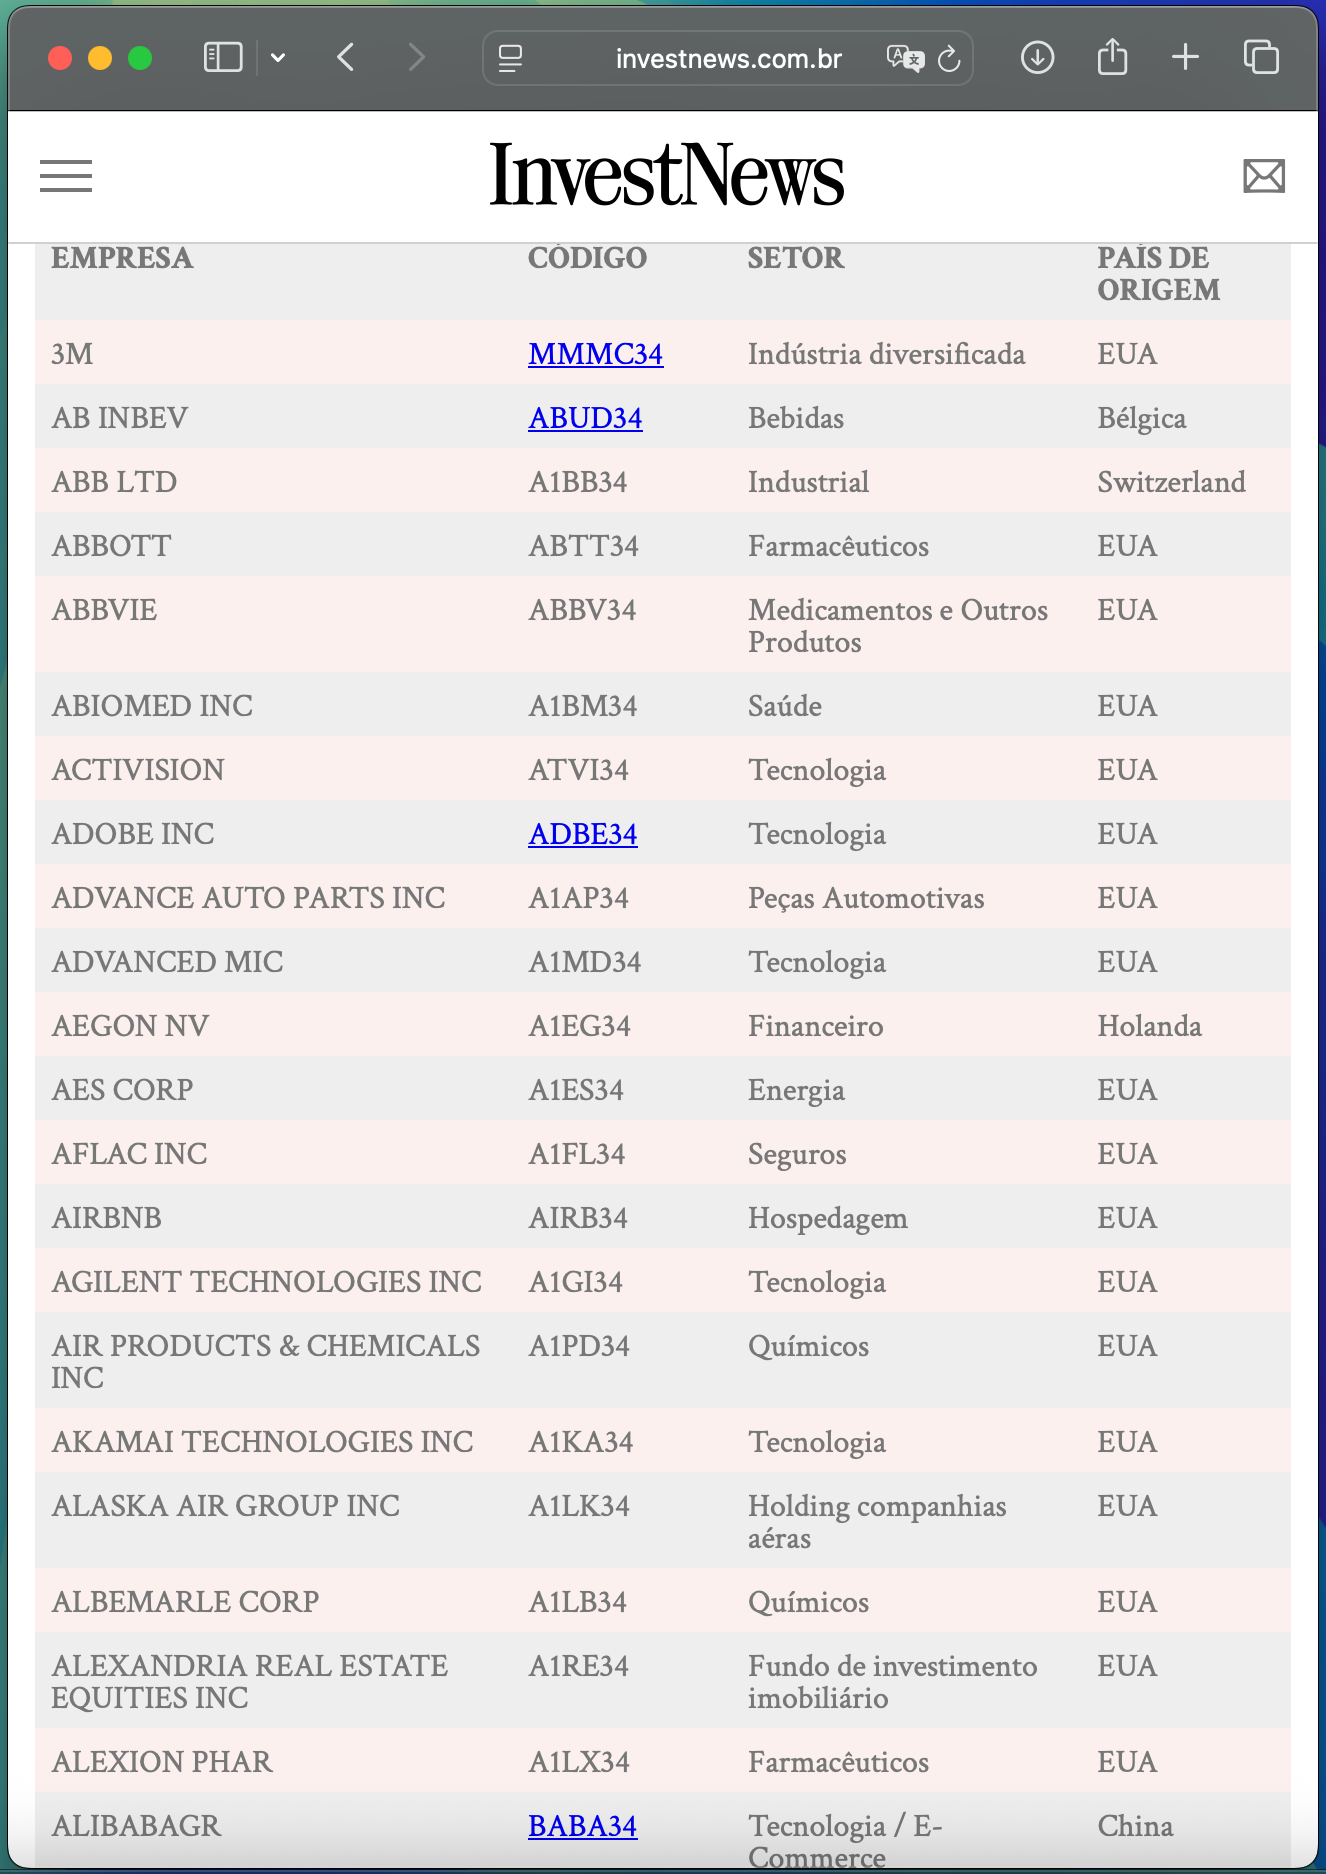 investnews.com.br
InvestNews
EMPRESA CÓDIGO SETOR PAÍS DE
ORIGEM
3M MMMC34 Indústria diversificada EUA
AB INBEV ABUD34 Bebidas Bélgica
ABB LTD A1BB34 Industrial Switzerland
ABBOTT ABTT34 Farmacêuticos EUA
ABBVIE ABBV34 Medicamentos e Outros EUA
Produtos
ABIOMED INC A1BM34 Saúde EUA
ACTIVISION ATVI34 Tecnologia EUA
ADOBE INC ADBE34 Tecnologia EUA
ADVANCE AUTO PARTS INC A1AP34 Peças Automotivas EUA
ADVANCED MIC A1MD34 Tecnologia EUA
AEGON NV A1EG34 Financeiro Holanda
AES CORP A1ES34 Energia EUA
AFLAC INC A1FL34 Seguros EUA
AIRBNB AIRB34 Hospedagem EUA
AGILENT TECHNOLOGIES INC A1GI34 Tecnologia EUA
AIR PRODUCTS & CHEMICALS A1PD34 Químicos EUA
INC
AKAMAI TECHNOLOGIES INC A1KA34 Tecnologia EUA
ALASKA AIR GROUP INC A1LK34 Holding companhias EUA
aéras
ALBEMARLE CORP A1LB34 Químicos EUA
ALEXANDRIA REAL ESTATE A1RE34 Fundo de investimento EUA
EQUITIES INC imobiliário
ALEXION PHAR A1LX34 Farmacêuticos EUA
ALIBABAGR BABA34 Tecnologia / E- China
Commerce